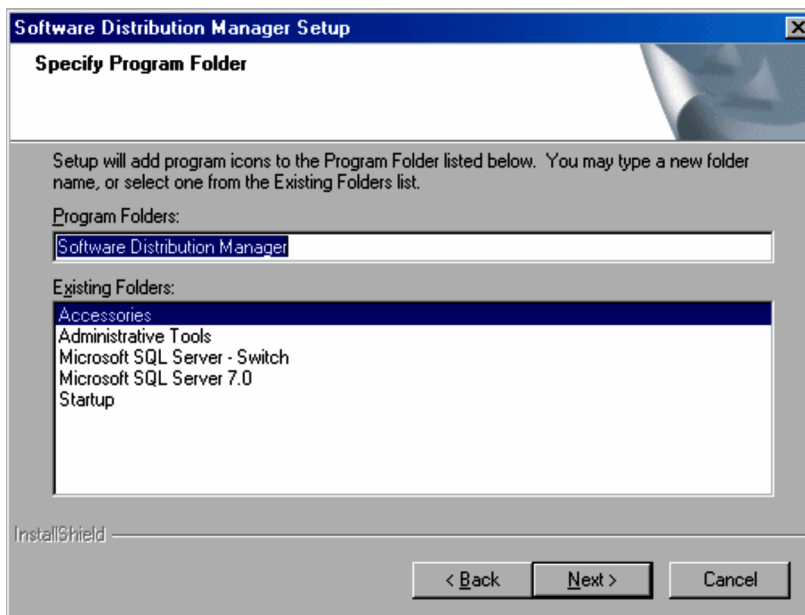 Software Distribution Manager Setup
Specify Program Folder
Setup will add program icons to the Program Folder listed below. You may type a new folder
name, or select one from the Existing Folders list.
Program Folders:
Software Distribution Manager
Existing Folders:
Accessories
Administrative Tools
Microsoft SQL Server - Switch
Microsoft SQL Server 7.0
Startup
InstallShield
< Back
Next >
Cancel